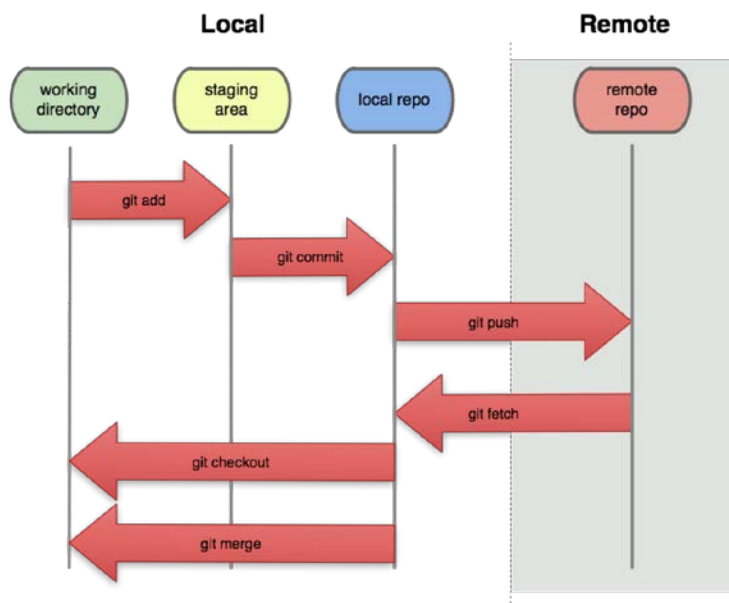 Local
Remote
working
directory
staging
area
local repo
remote
repo
git add
git commit
git push
git fetch
git checkout
git merge